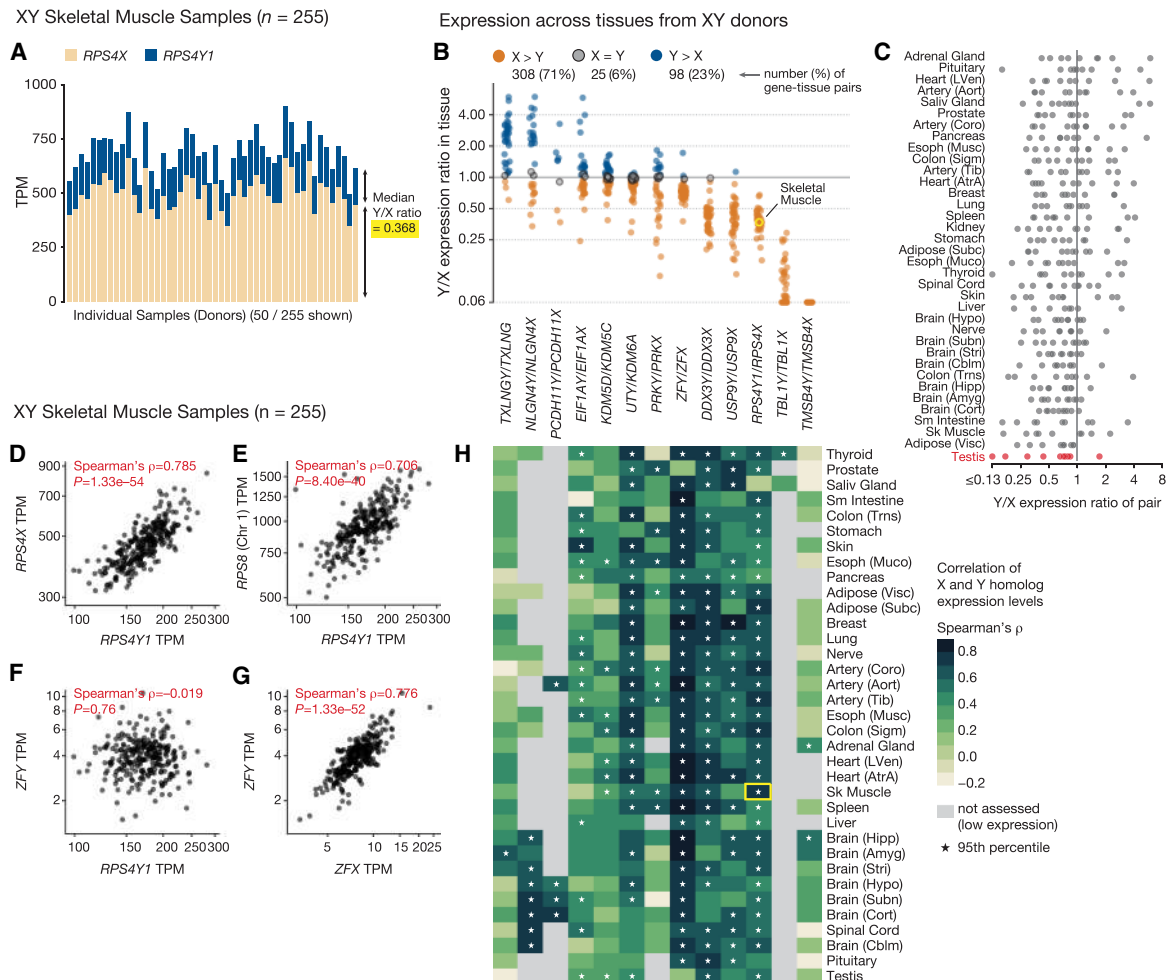 XY Skeletal Muscle Samples (n = 255)
Expression across tissues from XY donors
A
RPS4X
RPS4Y1
1000
750
500
250
0
TPM
Median
Y/X ratio
= 0.368
Individual Samples (Donors) (50 / 255 shown)
B
X > Y
X = Y
Y > X
308 (71%)
25 (6%)
98 (23%)
number (%) of
gene-tissue pairs
Y/X expression ratio in tissue
4.00
2.00
1.00
0.50
0.25
0.06
Skeletal
Muscle
TXLNGY/TXLNG
NLGN4Y/NLGN4X
PCDH11Y/PCDH11X
EIF1AY/EIF1AX
KDM5D/KDM5C
UTY/KDM6A
PRKY/PRKX
ZFY/ZFX
DDX3Y/DDX3X
USP9Y/USP9X
RPS4Y1/RPS4X
TBL1Y/TBL1X
TMSB4Y/TMSB4X
C
Adrenal Gland
Pituitary
Heart (LVen)
Artery (Aort)
Saliv Gland
Prostate
Artery (Coro)
Pancreas
Esoph (Musc)
Colon (Sigm)
Artery (Tib)
Heart (AtrA)
Breast
Lung
Spleen
Kidney
Stomach
Adipose (Subc)
Esoph (Muco)
Thyroid
Spinal Cord
Skin
Liver
Brain (Hypo)
Nerve
Brain (Subn)
Brain (Stri)
Brain (Cblm)
Colon (Trns)
Brain (Hipp)
Brain (Amyg)
Brain (Cort)
Sm Intestine
Sk Muscle
Adipose (Visc)
Testis
≤0.13 0.25 0.5 1 2 4 8
Y/X expression ratio of pair
XY Skeletal Muscle Samples (n = 255)
D
Spearman's ρ=0.785
P=1.33e–54
900
700
500
300
RPS4X TPM
100 150 200 250 300
RPS4Y1 TPM
E
Spearman's ρ=0.706
P=8.40e–40
1500
1250
1000
750
500
RPS8 (Chr 1) TPM
100 150 200 250 300
RPS4Y1 TPM
F
Spearman's ρ=–0.019
P=0.76
10
8
6
4
2
ZFY TPM
100 150 200 250 300
RPS4Y1 TPM
G
Spearman's ρ=0.776
P=1.33e–52
10
8
6
4
2
ZFY TPM
5 10 15 20 25
ZFX TPM
H
Thyroid
Prostate
Saliv Gland
Sm Intestine
Colon (Trns)
Stomach
Skin
Esoph (Muco)
Pancreas
Adipose (Visc)
Adipose (Subc)
Breast
Lung
Nerve
Artery (Coro)
Artery (Aort)
Artery (Tib)
Esoph (Musc)
Colon (Sigm)
Adrenal Gland
Heart (LVen)
Heart (AtrA)
Sk Muscle
Spleen
Liver
Brain (Hipp)
Brain (Amyg)
Brain (Stri)
Brain (Hypo)
Brain (Subn)
Brain (Cort)
Spinal Cord
Brain (Cblm)
Pituitary
Testis
Correlation of
X and Y homolog
expression levels
Spearman's ρ
0.8
0.6
0.4
0.2
0.0
−0.2
not assessed
(low expression)
★ 95th percentile